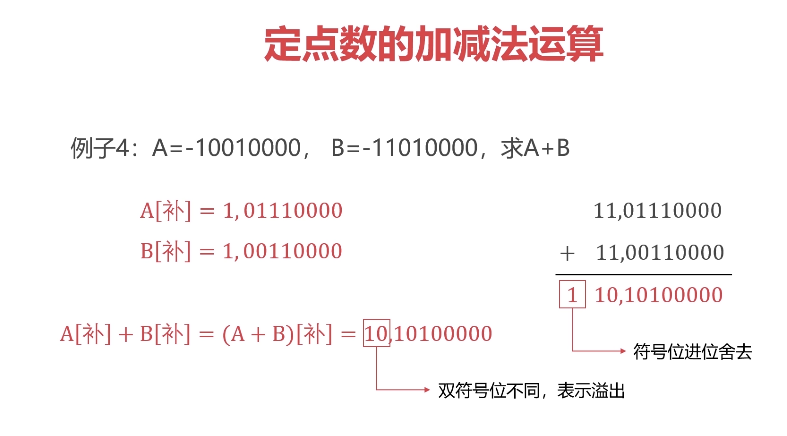 定点数的加减法运算
例子4：A=-10010000， B=-11010000，求A+B
A[补] = 1, 01110000
B[补] = 1, 00110000
11,01110000
+ 11,00110000
1 10,10100000
A[补] + B[补] = (A + B)[补] = 10,10100000
符号位进位舍去
双符号位不同，表示溢出